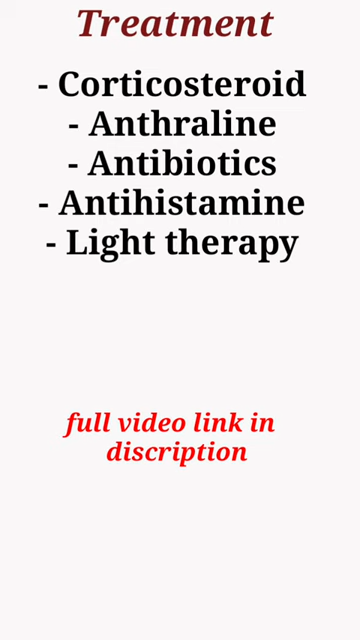 Treatment
- Corticosteroid
- Anthraline
- Antibiotics
- Antihistamine
- Light therapy
full video link in
discription